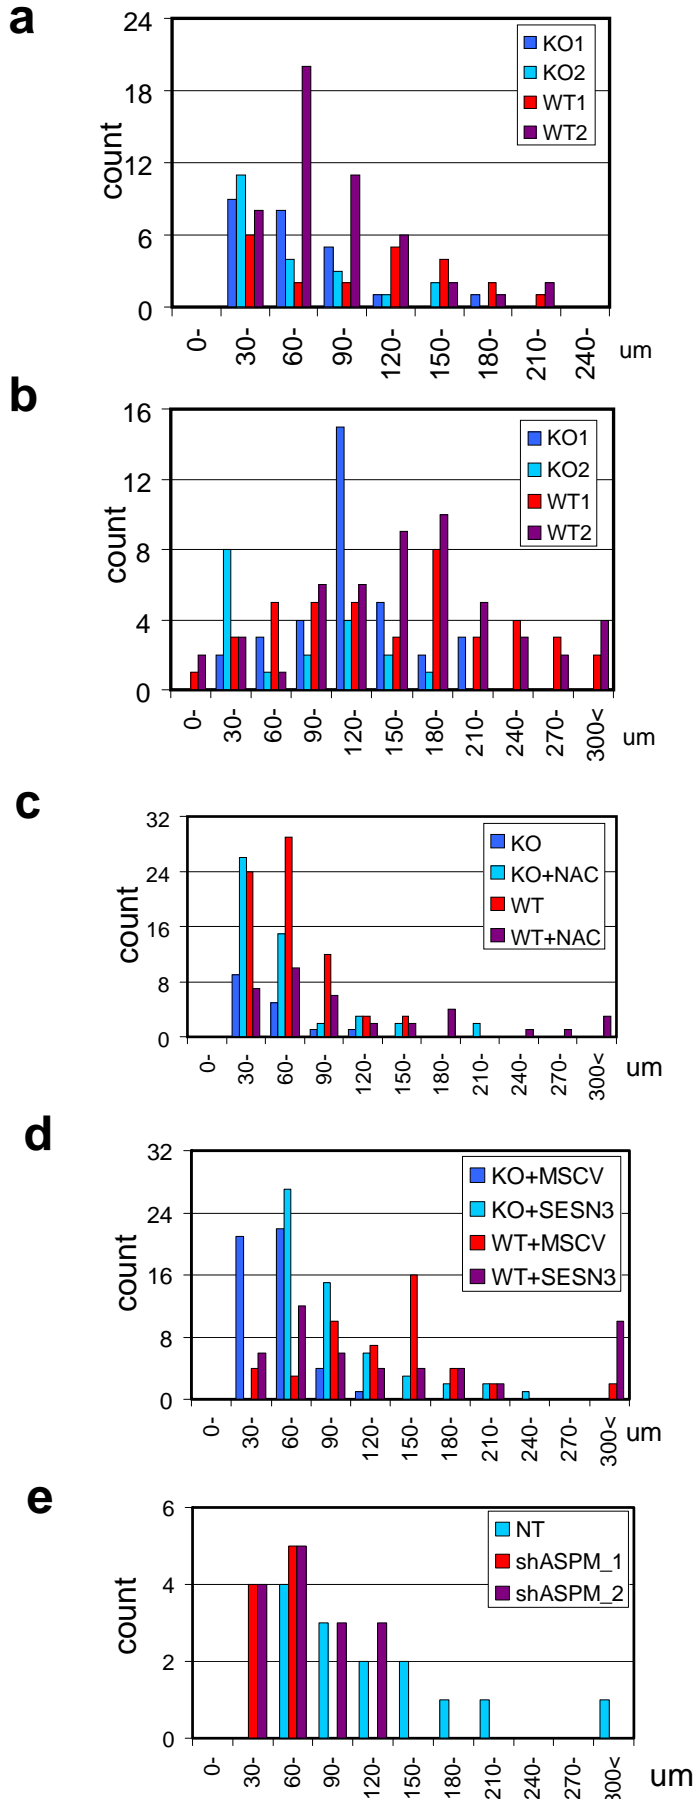 a
24
18
12
6
0
count
KO1
KO2
WT1
WT2
0-
30-
60-
90-
120-
150-
180-
210-
240-
um
b
16
12
8
4
0
count
KO1
KO2
WT1
WT2
0-
30-
60-
90-
120-
150-
180-
210-
240-
270-
300<
um
c
32
24
16
8
0
count
KO
KO+NAC
WT
WT+NAC
0-
30-
60-
90-
120-
150-
180-
210-
240-
270-
300<
um
d
32
24
16
8
0
count
KO+MSCV
KO+SESN3
WT+MSCV
WT+SESN3
0-
30-
60-
90-
120-
150-
180-
210-
240-
270-
300<
um
e
6
4
2
0
count
NT
shASPM_1
shASPM_2
0-
30-
60-
90-
120-
150-
180-
210-
240-
270-
300<
um